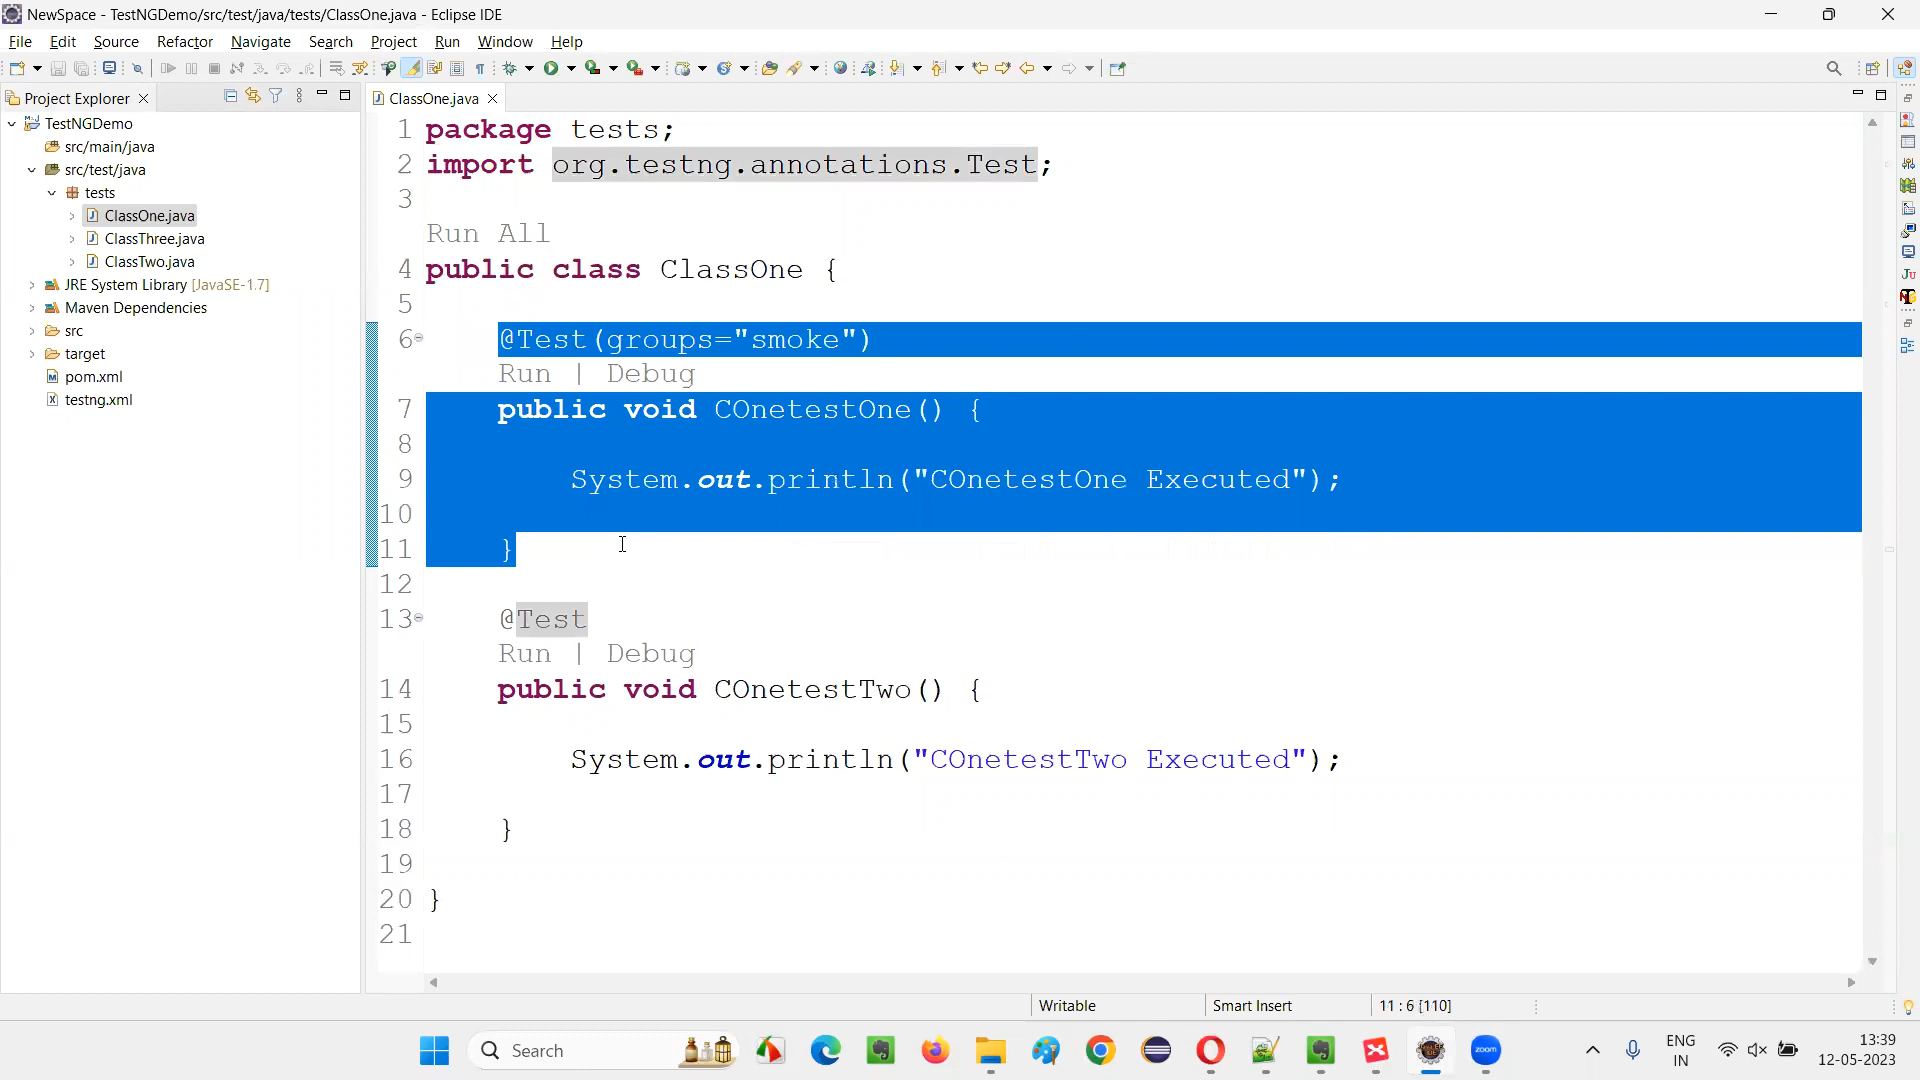 NewSpace - TestNGDemo/src/test/java/tests/ClassOne.java - Eclipse IDE
File Edit Source Refactor Navigate Search Project Run Window Help
Project Explorer
ClassOne.java
TestNGDemo
src/main/java
src/test/java
tests
ClassOne.java
ClassThree.java
ClassTwo.java
JRE System Library [JavaSE-1.7]
Maven Dependencies
src
target
pom.xml
testng.xml
1 package tests;
2 import org.testng.annotations.Test;
3
Run All
4 public class ClassOne {
5
6 @Test(groups="smoke")
Run | Debug
7 public void COnetestOne() {
8
9 System.out.println("COnetestOne Executed");
10
11 }
12
13 @Test
Run | Debug
14 public void COnetestTwo() {
15
16 System.out.println("COnetestTwo Executed");
17
18 }
19
20 }
21
Writable
Smart Insert
11 : 6 [110]
Search
zoom
ENG
IN
13:39
12-05-2023